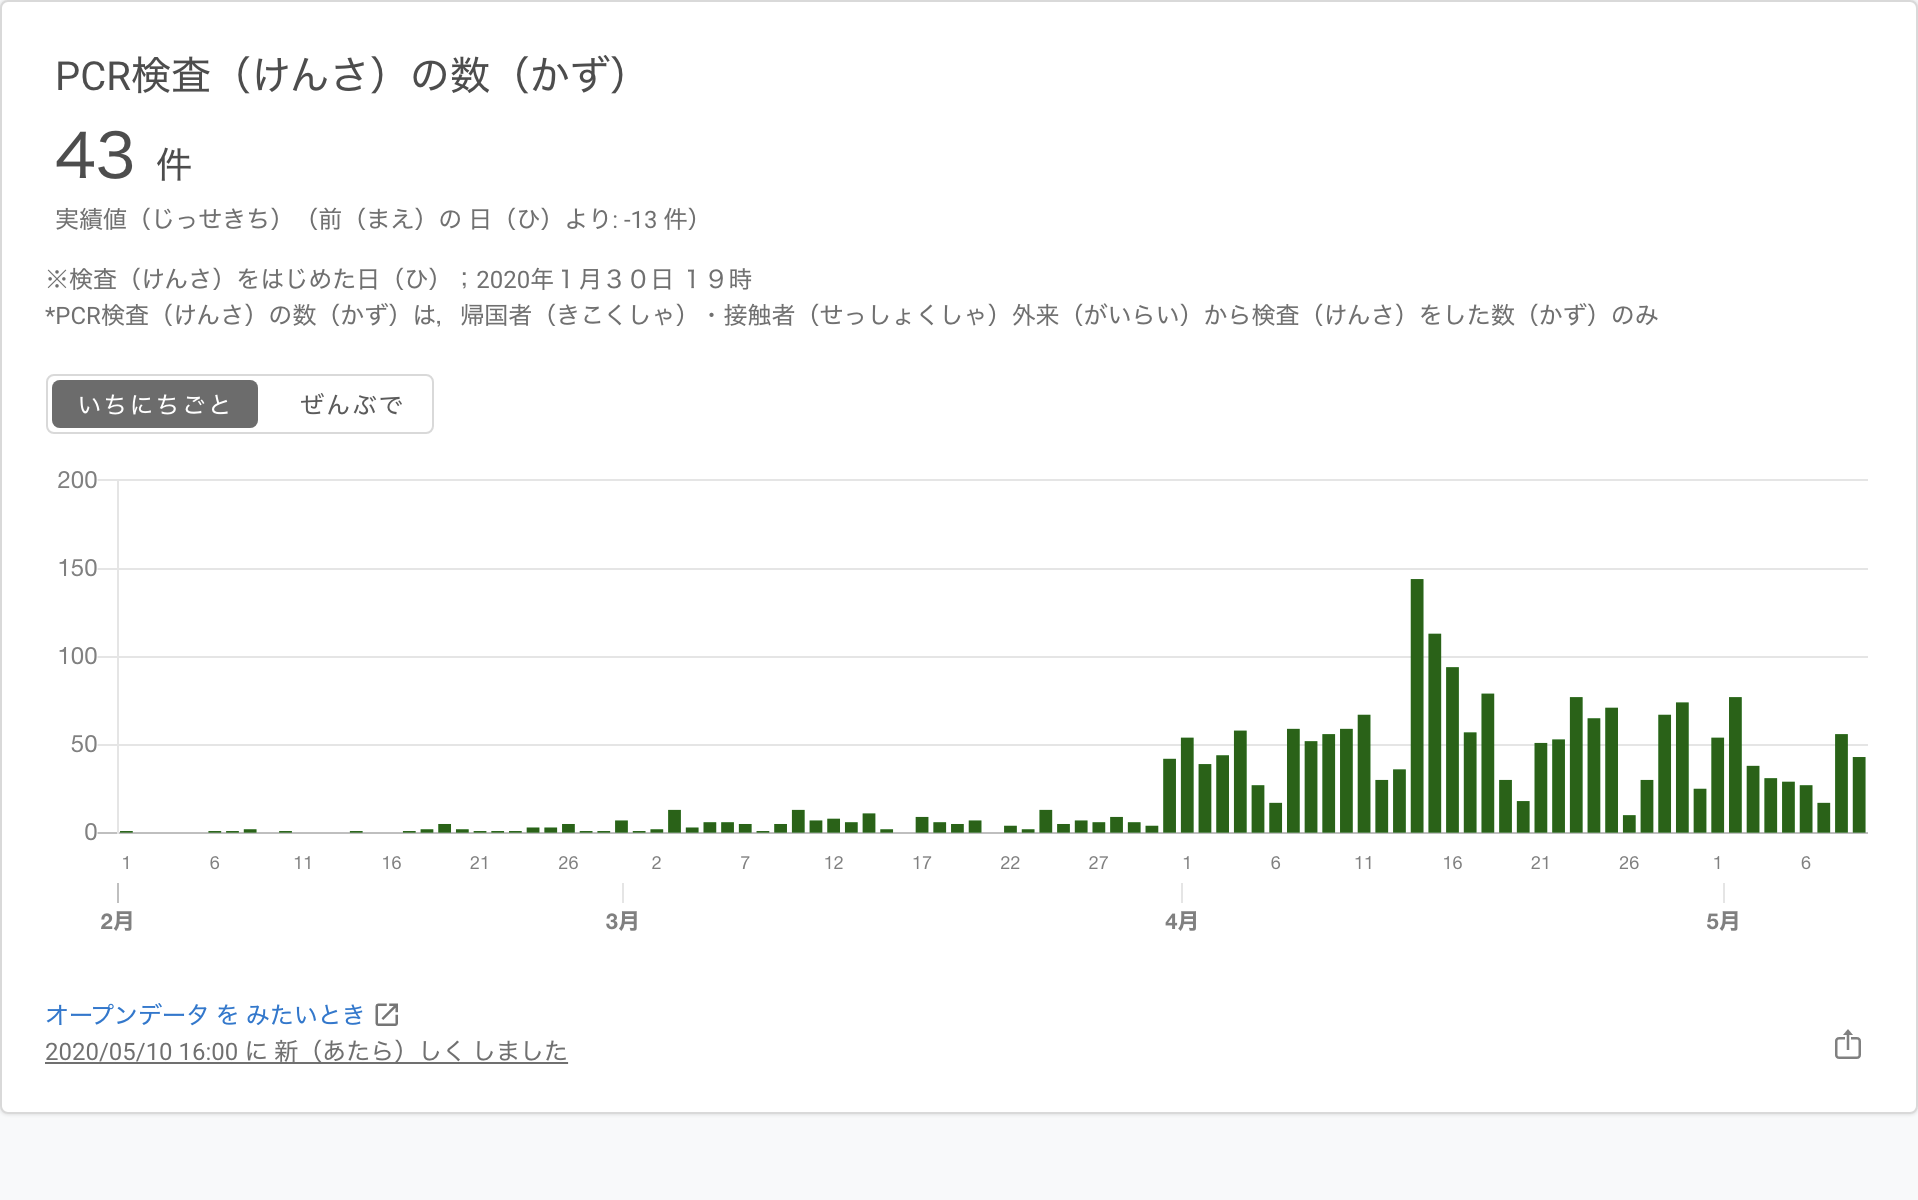 PCR検査（けんさ）の数（かず）
43 件
実績値（じっせきち）（前（まえ）の 日（ひ）より: -13 件）
※検査（けんさ）をはじめた日（ひ）；2020年１月３０日 １９時
*PCR検査（けんさ）の数（かず）は，帰国者（きこくしゃ）・接触者（せっしょくしゃ）外来（がいらい）から検査（けんさ）をした数（かず）のみ
いちにちごと ぜんぶで
200
150
100
50
0
1 6 11 16 21 26 2 7 12 17 22 27 1 6 11 16 21 26 1 6
2月 3月 4月 5月
オープンデータ を みたいとき
2020/05/10 16:00 に 新（あたら）しく しました